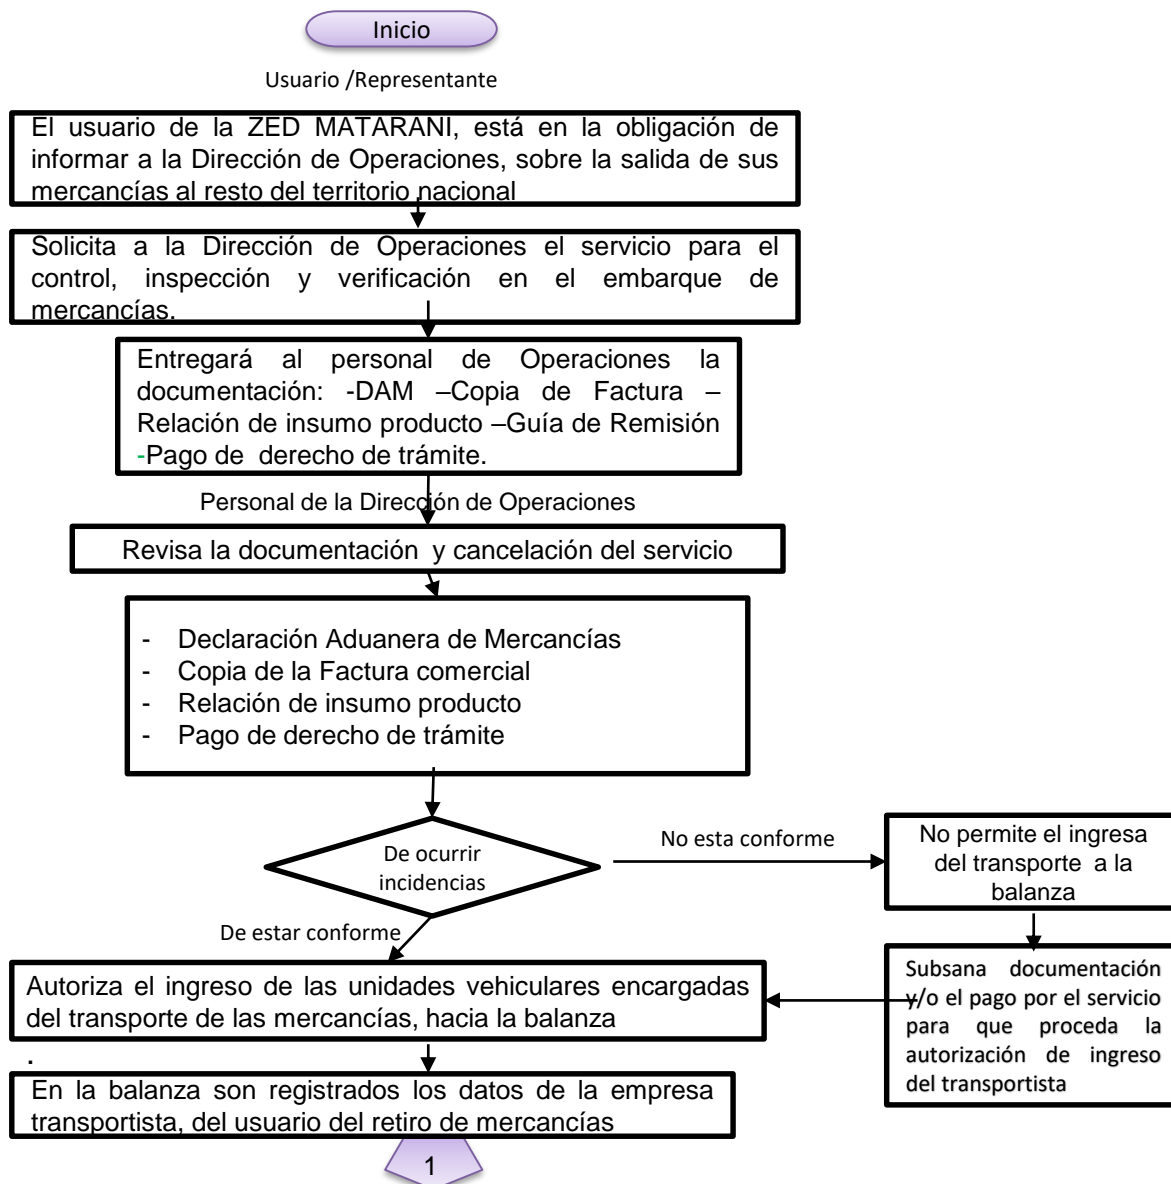 Inicio
Usuario /Representante
El usuario de la ZED MATARANI, está en la obligación de
informar a la Dirección de Operaciones, sobre la salida de sus
mercancías al resto del territorio nacional
Solicita a la Dirección de Operaciones el servicio para el
control, inspección y verificación en el embarque de
mercancías.
Entregará al personal de Operaciones la
documentación: -DAM –Copia de Factura –
Relación de insumo producto –Guía de Remisión
-Pago de derecho de trámite.
Personal de la Dirección de Operaciones
Revisa la documentación y cancelación del servicio
- Declaración Aduanera de Mercancías
- Copia de la Factura comercial
- Relación de insumo producto
- Pago de derecho de trámite
De ocurrir
incidencias
No esta conforme
No permite el ingresa
del transporte a la
balanza
De estar conforme
Subsana documentación
y/o el pago por el servicio
para que proceda la
autorización de ingreso
del transportista
Autoriza el ingreso de las unidades vehiculares encargadas
del transporte de las mercancías, hacia la balanza
.
En la balanza son registrados los datos de la empresa
transportista, del usuario del retiro de mercancías
1